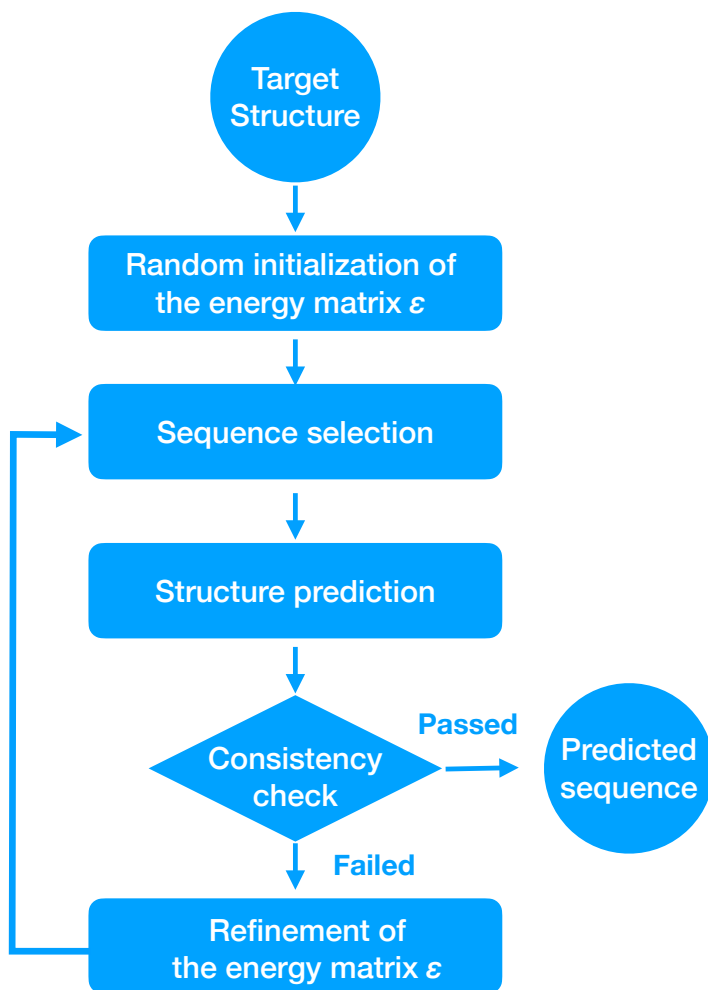 Target
Structure
Random initialization of
the energy matrix ε
Sequence selection
Structure prediction
Consistency
check
Passed
Predicted
sequence
Failed
Refinement of
the energy matrix ε